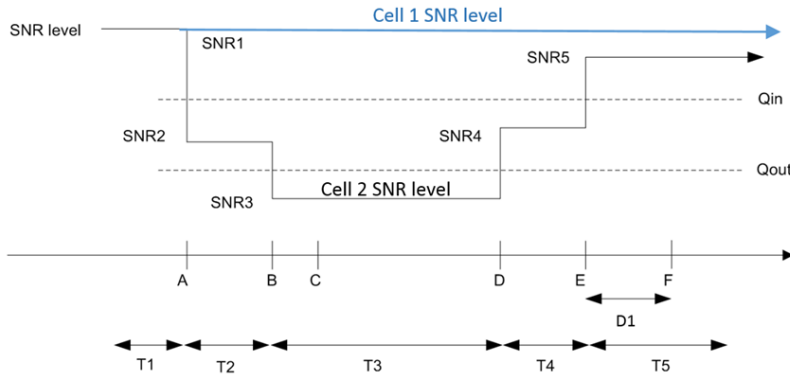 Cell 1 SNR level
SNR level
SNR1
SNR5
Qin
SNR2
SNR4
Qout
Cell 2 SNR level
SNR3
A
B
C
D
E
F
D1
T1
T2
T3
T4
T5